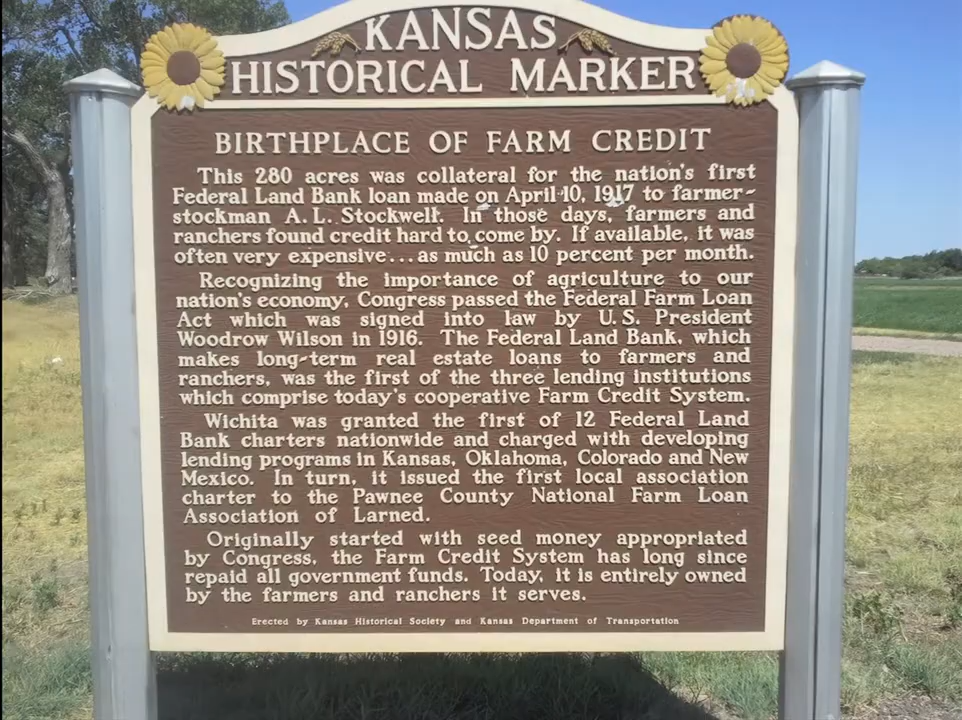 KANSAS
HISTORICAL MARKER
BIRTHPLACE OF FARM CREDIT
This 280 acres was collateral for the nation's first
Federal Land Bank loan made on April 10, 1917 to farmer-
stockman A. L. Stockwell. In those days, farmers and
ranchers found credit hard to come by. If available, it was
often very expensive...as much as 10 percent per month.
Recognizing the importance of agriculture to our
nation's economy, Congress passed the Federal Farm Loan
Act which was signed into law by U. S. President
Woodrow Wilson in 1916. The Federal Land Bank, which
makes long-term real estate loans to farmers and
ranchers, was the first of the three lending institutions
which comprise today's cooperative Farm Credit System.
Wichita was granted the first of 12 Federal Land
Bank charters nationwide and charged with developing
lending programs in Kansas, Oklahoma, Colorado and New
Mexico. In turn, it issued the first local association
charter to the Pawnee County National Farm Loan
Association of Larned.
Originally started with seed money appropriated
by Congress, the Farm Credit System has long since
repaid all government funds. Today, it is entirely owned
by the farmers and ranchers it serves.
Erected by Kansas Historical Society and Kansas Department of Transportation